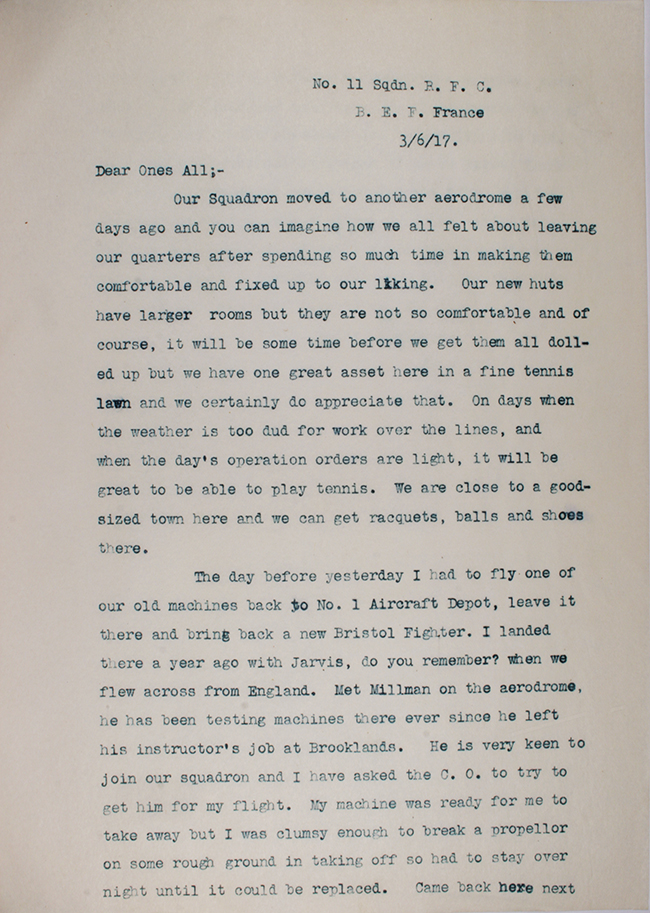 No. 11 Sqdn. R. F. C.
B. E. F. France
3/6/17.
Dear Ones All;-
Our Squadron moved to another aerodrome a few
days ago and you can imagine how we all felt about leaving
our quarters after spending so much time in making them
comfortable and fixed up to our liking. Our new huts
have larger rooms but they are not so comfortable and of
course, it will be some time before we get them all doll-
ed up but we have one great asset here in a fine tennis
lawn and we certainly do appreciate that. On days when
the weather is too dud for work over the lines, and
when the day's operation orders are light, it will be
great to be able to play tennis. We are close to a good-
sized town here and we can get racquets, balls and shoes
there.
The day before yesterday I had to fly one of
our old machines back to No. 1 Aircraft Depot, leave it
there and bring back a new Bristol Fighter. I landed
there a year ago with Jarvis, do you remember? when we
flew across from England. Met Millman on the aerodrome,
he has been testing machines there ever since he left
his instructor's job at Brooklands. He is very keen to
join our squadron and I have asked the C. O. to try to
get him for my flight. My machine was ready for me to
take away but I was clumsy enough to break a propellor
on some rough ground in taking off so had to stay over
night until it could be replaced. Came back here next